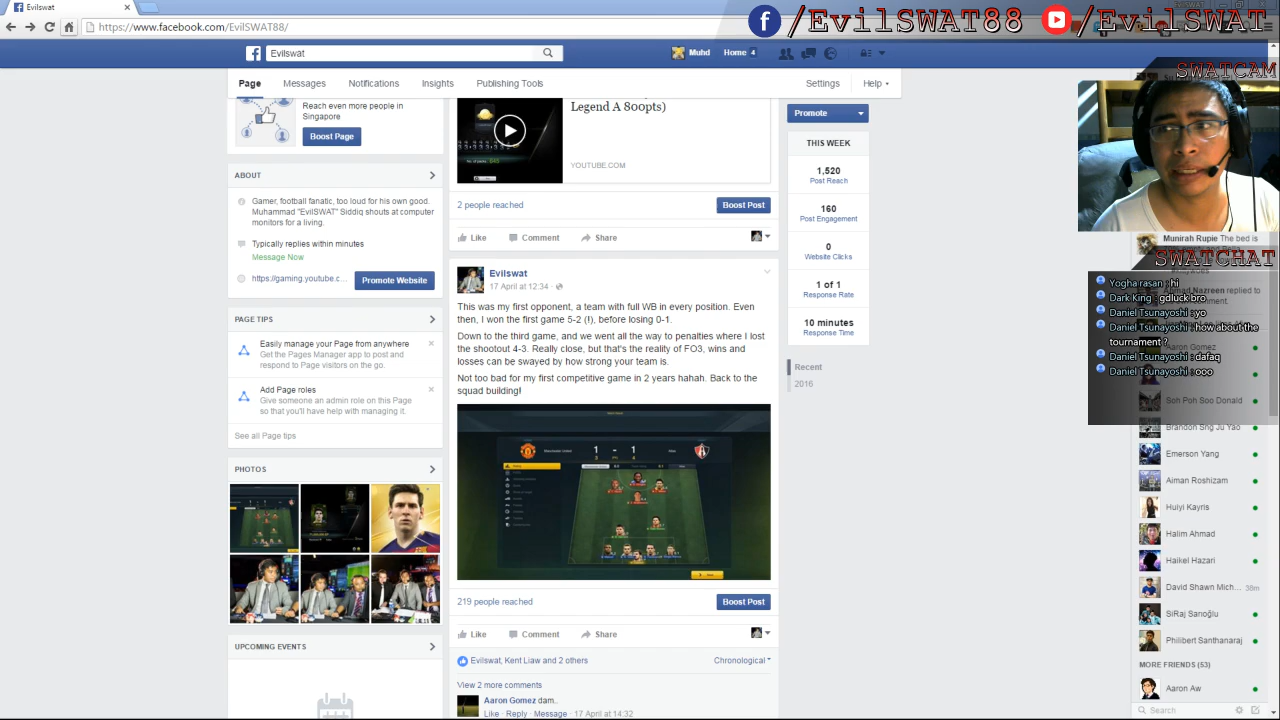 Evilswat
/EvilSWAT88
/EvilSWAT
https://www.facebook.com/EvilSWAT88/
Evilswat
Muhd
Home 4
Page
Messages
Notifications
Insights
Publishing Tools
Settings
Help
SWATCAM
Reach even more people in
Singapore
Boost Page
ABOUT
Gamer, football fanatic, too loud for his own good.
Muhammad "EvilSWAT" Siddiq shouts at computer
monitors for a living.
Typically replies within minutes
Message Now
https://gaming.youtube.c...
Promote Website
PAGE TIPS
Easily manage your Page from anywhere
Get the Pages Manager app to post and
respond to Page visitors on the go.
Add Page roles
Give someone an admin role on this Page
so that you'll have help with managing it.
See all Page tips
PHOTOS
UPCOMING EVENTS
Legend A 800pts)
YOUTUBE.COM
2 people reached
Boost Post
Like
Comment
Share
Evilswat
17 April at 12:34
This was my first opponent, a team with full WB in every position. Even
then, I won the first game 5-2 (!), before losing 0-1.
Down to the third game, and we went all the way to penalties where I lost
the shootout 4-3. Really close, but that's the reality of FO3, wins and
losses can be swayed by how strong your team is.
Not too bad for my first competitive game in 2 years hahah. Back to the
squad building!
1 - 1
219 people reached
Boost Post
Like
Comment
Share
Evilswat, Kent Liaw and 2 others
Chronological
View 2 more comments
Aaron Gomez dam..
Like · Reply · Message · 17 April at 14:32
Promote
THIS WEEK
1,520
Post Reach
160
Post Engagement
0
Website Clicks
1 of 1
Response Rate
10 minutes
Response Time
Recent
2016
Munirah Rupie The bed is
SWATCHAT
Yogha rasan : hi
Dark King : gdluck bro
Daniel Tsunayoshi : yo
Daniel Tsunayoshi : how about the
tournament ?
Daniel Tsunayoshi : dafaq
Daniel Tsunayoshi : ooo
replied to
Aaron Gomez
Soh Poh Soo Donald
Brandon Sng Ju Yao
Emerson Yang
Aiman Roshizam
Huiyi Kayris
Halim Ahmad
Haikel Hazari
David Shawn Mich... 38m
SiRaj Sanoğlu
Philibert Santhanaraj
MORE FRIENDS (53)
Aaron Aw
Search